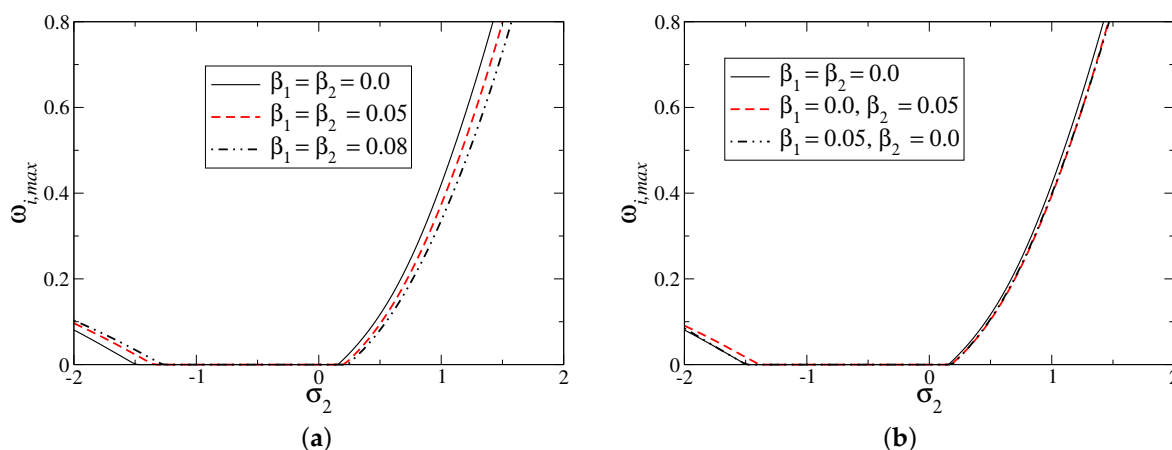 0.8
0.6
0.4
0.2
0
ω_{i,max}
β_1 = β_2 = 0.0
β_1 = β_2 = 0.05
β_1 = β_2 = 0.08
-2 -1 0 1 2
σ_2
(a)
0.8
0.6
0.4
0.2
0
ω_{i,max}
β_1 = β_2 = 0.0
β_1 = 0.0, β_2 = 0.05
β_1 = 0.05, β_2 = 0.0
-2 -1 0 1 2
σ_2
(b)